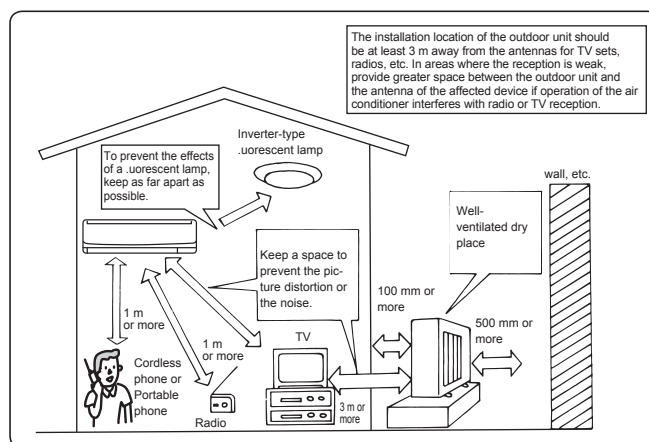 The installation location of the outdoor unit should
be at least 3 m away from the antennas for TV sets,
radios, etc. In areas where the reception is weak,
provide greater space between the outdoor unit and
the antenna of the affected device if operation of the air
conditioner interferes with radio or TV reception.
Inverter-type
.uorescent lamp
To prevent the effects
of a .uorescent lamp,
keep as far apart as
possible.
wall, etc.
Well-
ventilated dry
place
Keep a space to
prevent the pic-
ture distortion or
the noise.
100 mm or
more
500 mm or
more
1 m
or more
1 m
or more
TV
Cordless
phone or
Portable
phone
Radio
3 m or
more